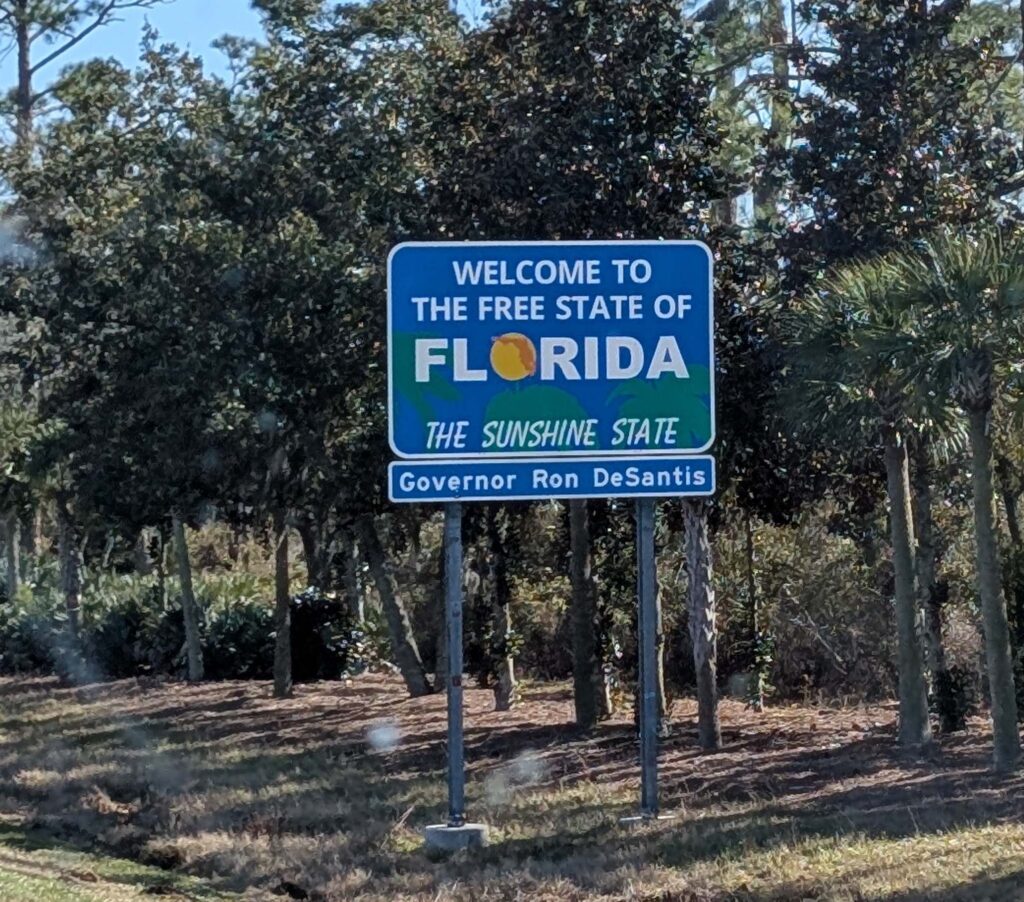 WELCOME TO
THE FREE STATE OF
FLORIDA
THE SUNSHINE STATE
Governor Ron DeSantis